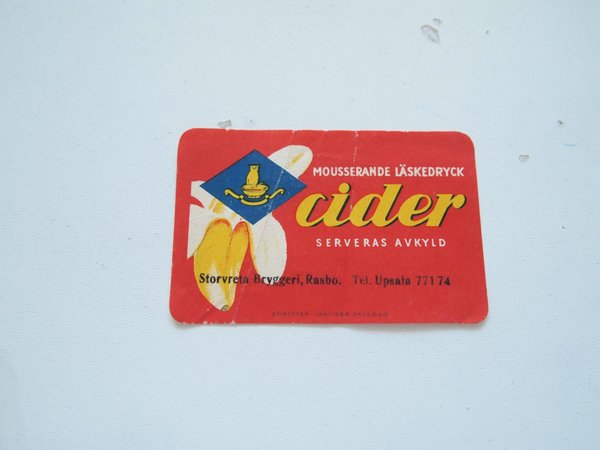 MOUSSERANDE LÄSKEDRYCK
cider
SERVERAS AVKYLD
Storvreta Bryggeri, Rasbo. Tel. Upsala 771 74